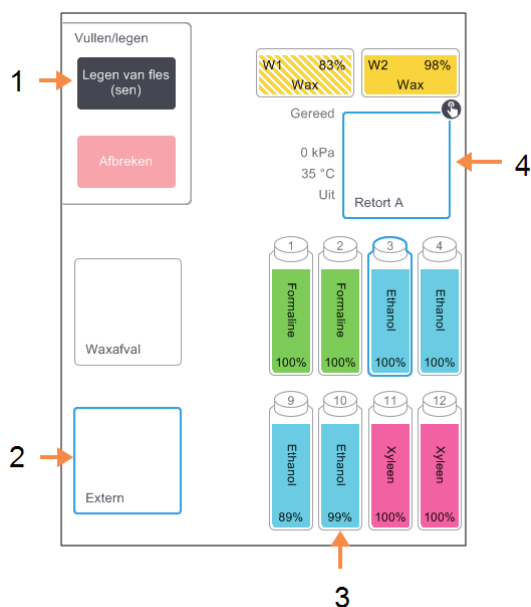 Vullen/legen
1
Legen van fles
(sen)
Afbreken
W1 83%
Wax
W2 98%
Wax
Gereed
0 kPa
35 °C
Uit
Retort A
4
Waxafval
2
Extern
1
Formaline
100%
2
Formaline
100%
3
Ethanol
100%
4
Ethanol
100%
9
Ethanol
89%
10
Ethanol
99%
11
Xyleen
100%
12
Xyleen
100%
3